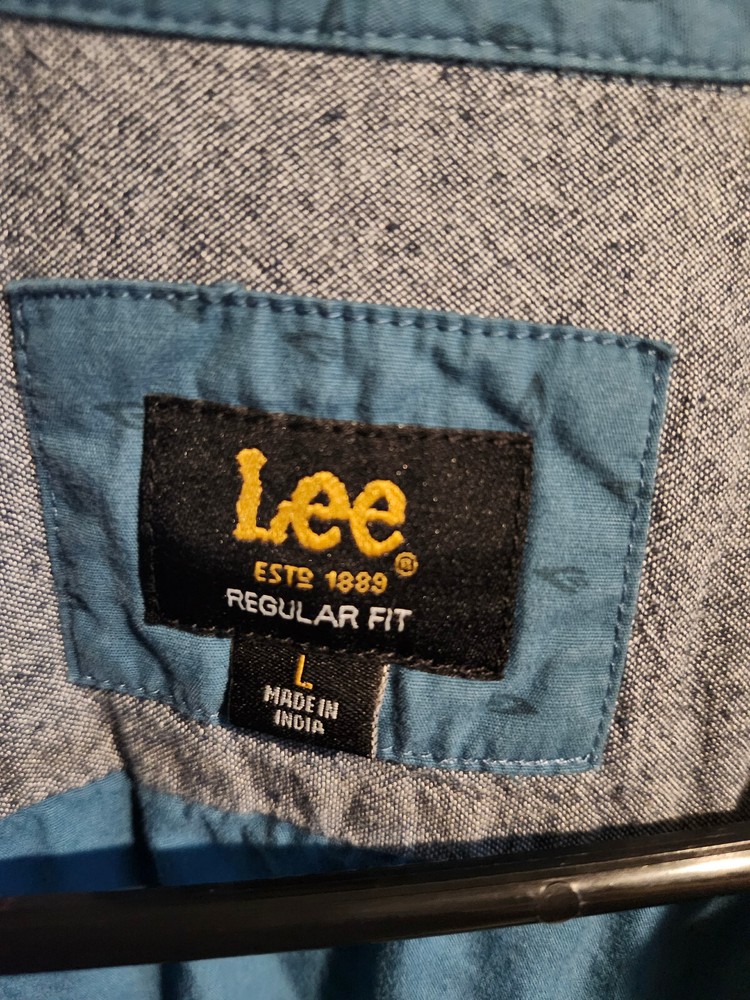 Lee®
ESTD 1889
REGULAR FIT
L
MADE IN
INDIA